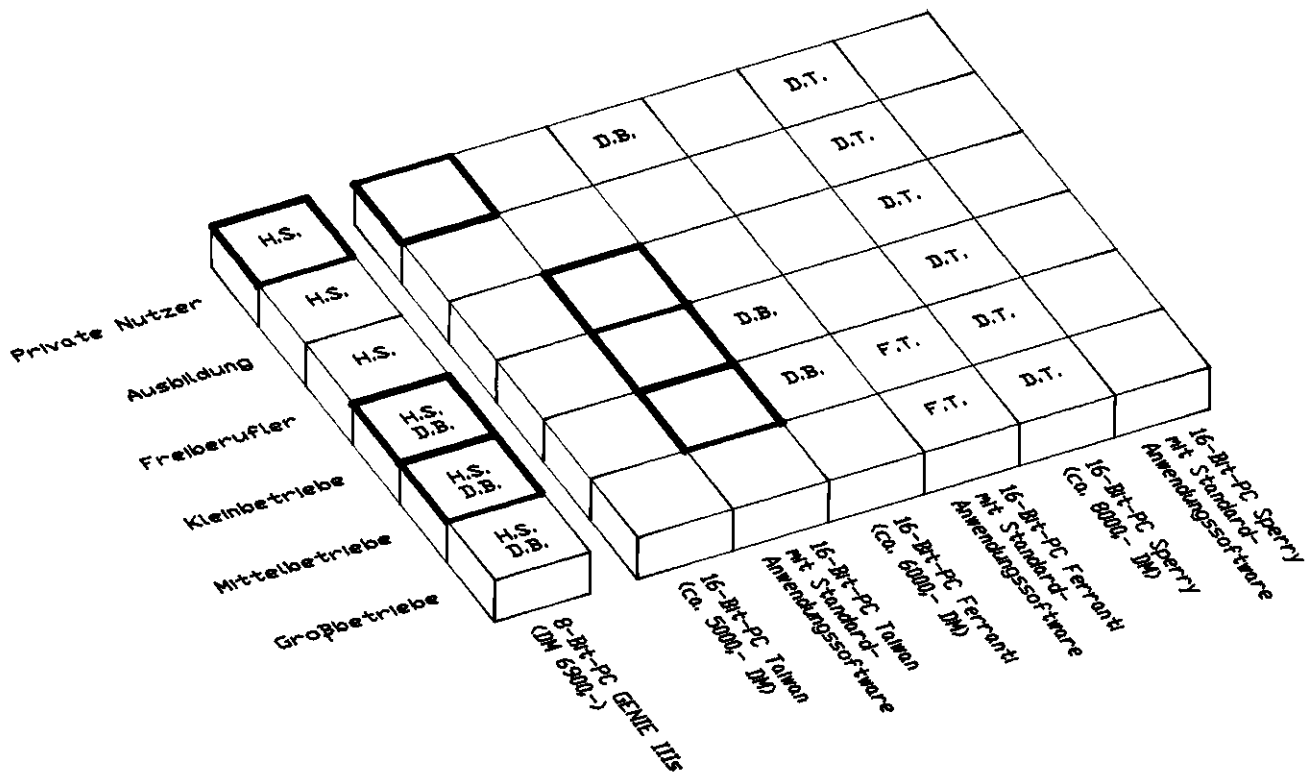 D.T.
D.B.
D.T.
D.T.
D.T.
D.B.
D.T.
D.B.
F.T.
D.T.
F.T.
H.S.
H.S.
H.S.
H.S.
D.B.
H.S.
D.B.
H.S.
D.B.
Private Nutzer
Ausbildung
Freiberufler
Kleinbetriebe
Mittelbetriebe
Großbetriebe
8-Bit-PC GENIE IIIs
(DM 6900,-)
16-Bit-PC Taiwan
(ca. 5000,- DM)
16-Bit-PC Taiwan
mit Standard-
Anwendungssoftware
16-Bit-PC Ferranti
(ca. 6000,- DM)
16-Bit-PC Ferranti
mit Standard-
Anwendungssoftware
16-Bit-PC Sperry
(ca. 8000,- DM)
16-Bit-PC Sperry
mit Standard-
Anwendungssoftware